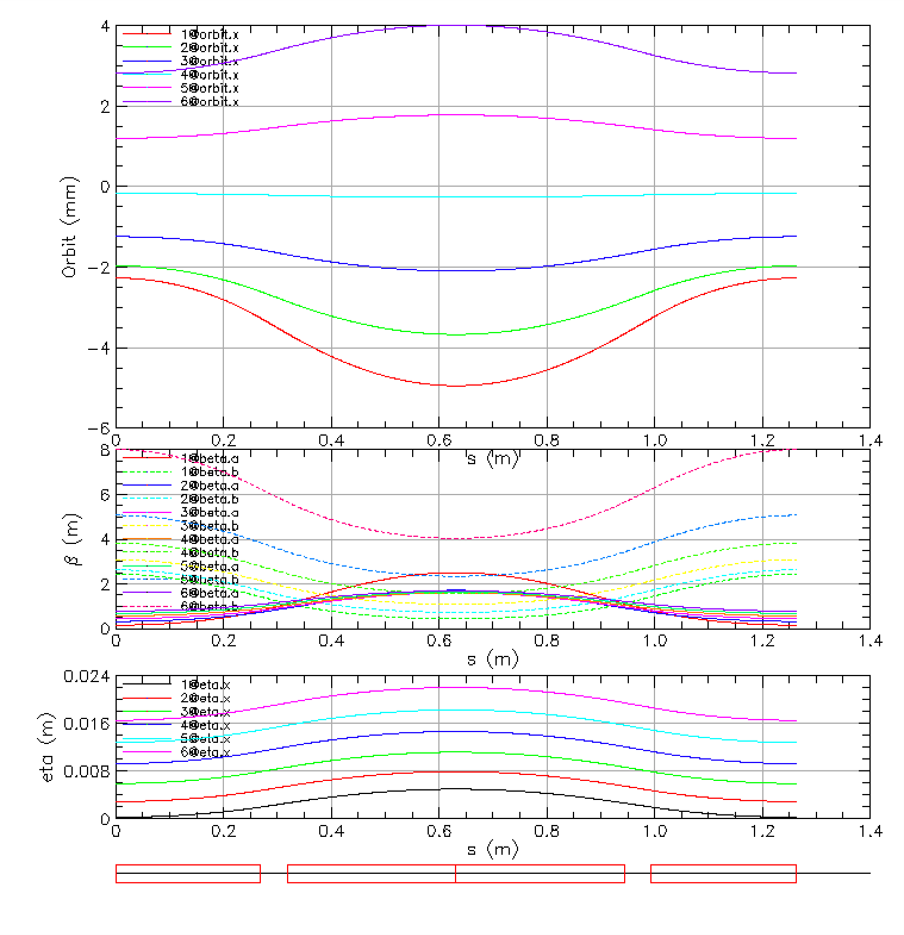 4
2
0
−2
−4
−6
Orbit (mm)
1@orbit.x
2@orbit.x
3@orbit.x
4@orbit.x
5@orbit.x
6@orbit.x
0 0.2 0.4 0.6 0.8 1.0 1.2 1.4
s (m)
8
6
4
2
0
β (m)
1@beta.a
1@beta.b
2@beta.a
2@beta.b
3@beta.a
3@beta.b
4@beta.a
4@beta.b
5@beta.a
5@beta.b
6@beta.a
6@beta.b
0 0.2 0.4 0.6 0.8 1.0 1.2 1.4
s (m)
0.024
0.016
0.008
0
eta (m)
1@eta.x
2@eta.x
3@eta.x
4@eta.x
5@eta.x
6@eta.x
0 0.2 0.4 0.6 0.8 1.0 1.2 1.4
s (m)